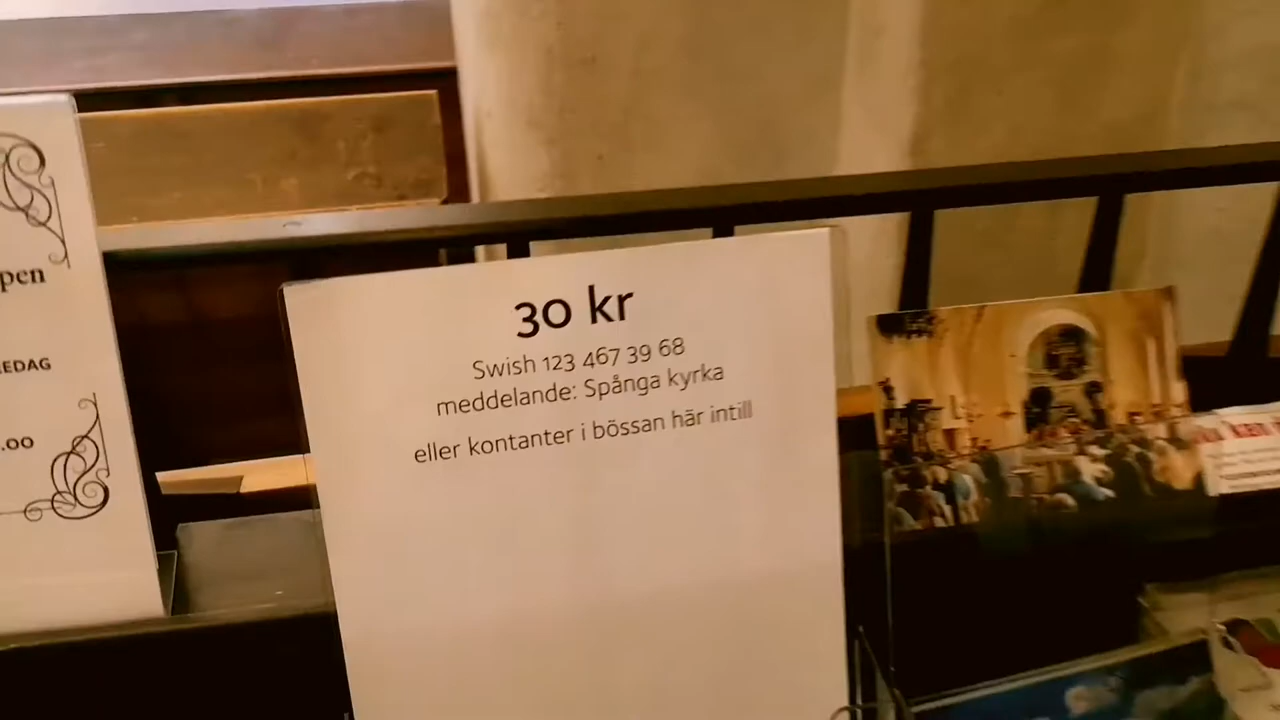 pen
EDAG
.00
30 kr
Swish 123 467 39 68
meddelande: Spånga kyrka
eller kontanter i bössan här intill